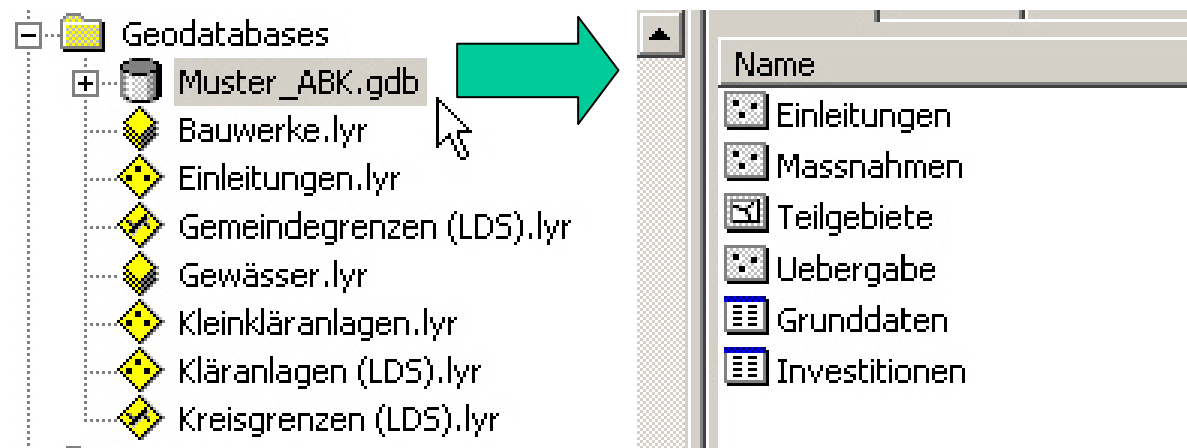 Geodatabases
Muster_ABK.gdb
Bauwerke.lyr
Einleitungen.lyr
Gemeindegrenzen (LDS).lyr
Gewässer.lyr
Kleinkläranlagen.lyr
Kläranlagen (LDS).lyr
Kreisgrenzen (LDS).lyr
Name
Einleitungen
Massnahmen
Teilgebiete
Uebergabe
Grunddaten
Investitionen